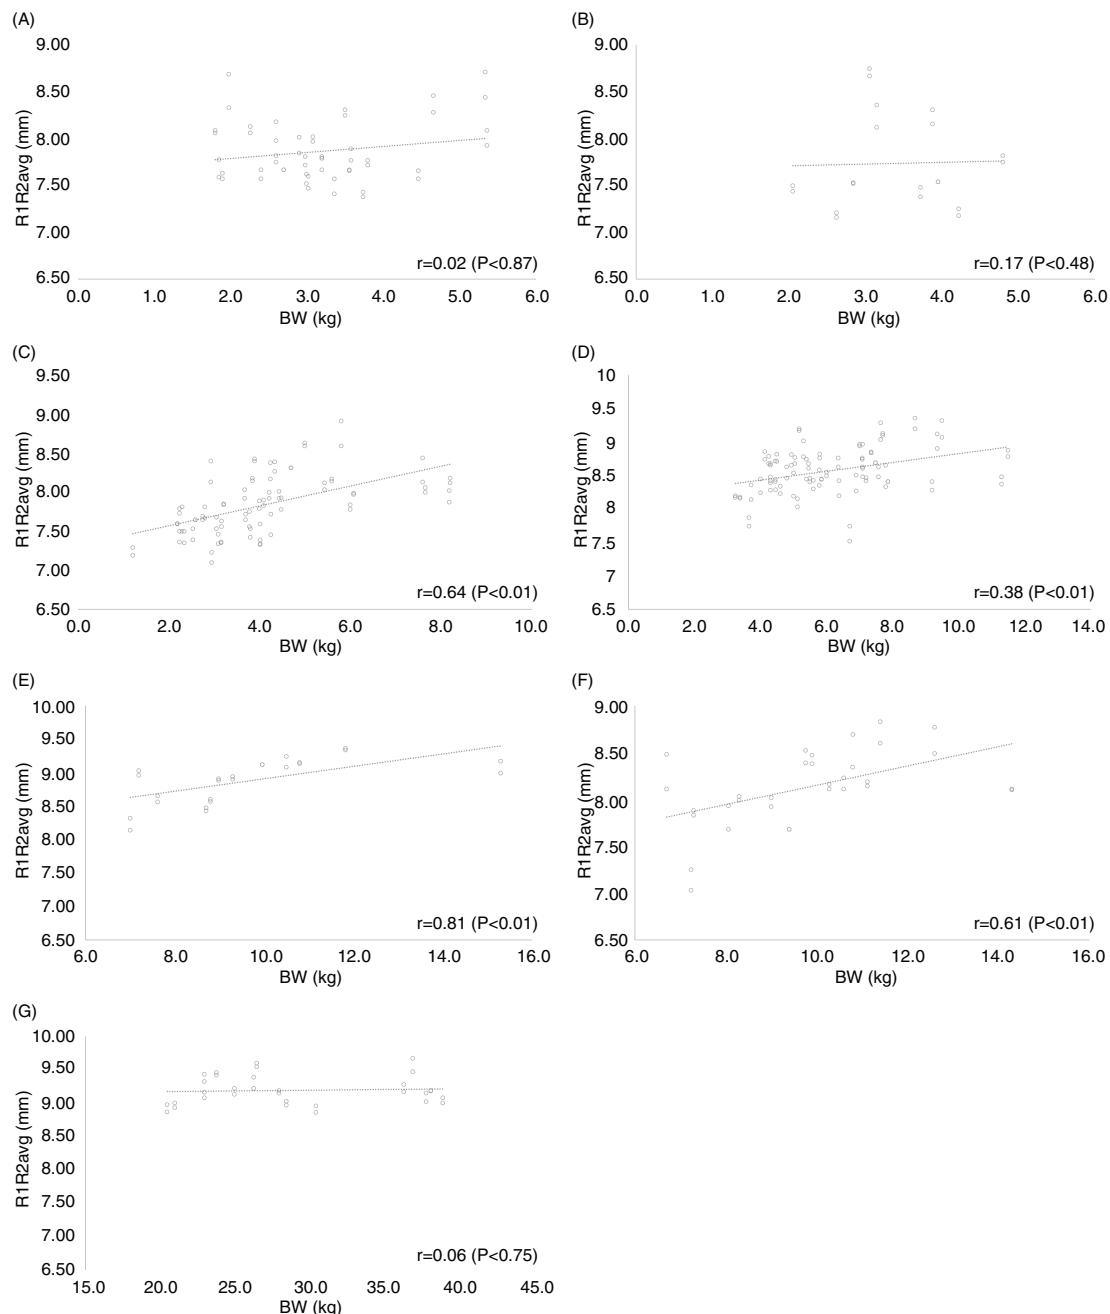 (A)
9.00
8.50
8.00
7.50
7.00
6.50
R1R2avg (mm)
r=0.02 (P<0.87)
0.0 1.0 2.0 3.0 4.0 5.0 6.0
BW (kg)
(B)
9.00
8.50
8.00
7.50
7.00
6.50
R1R2avg (mm)
r=0.17 (P<0.48)
0.0 1.0 2.0 3.0 4.0 5.0 6.0
BW (kg)
(C)
9.50
9.00
8.50
8.00
7.50
7.00
6.50
R1R2avg (mm)
r=0.64 (P<0.01)
0.0 2.0 4.0 6.0 8.0 10.0
BW (kg)
(D)
10
9.5
9
8.5
8
7.5
7
6.5
R1R2avg (mm)
r=0.38 (P<0.01)
0.0 2.0 4.0 6.0 8.0 10.0 12.0 14.0
BW (kg)
(E)
10.00
9.50
9.00
8.50
8.00
7.50
7.00
6.50
R1R2avg (mm)
r=0.81 (P<0.01)
6.0 8.0 10.0 12.0 14.0 16.0
BW (kg)
(F)
9.00
8.50
8.00
7.50
7.00
6.50
R1R2avg (mm)
r=0.61 (P<0.01)
6.0 8.0 10.0 12.0 14.0 16.0
BW (kg)
(G)
10.00
9.50
9.00
8.50
8.00
7.50
7.00
6.50
R1R2avg (mm)
r=0.06 (P<0.75)
15.0 20.0 25.0 30.0 35.0 40.0 45.0
BW (kg)